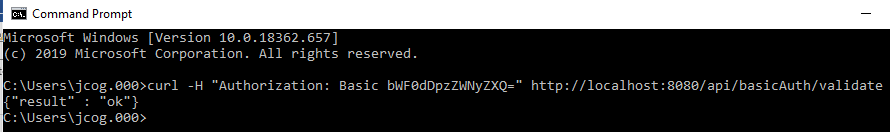 Command Prompt
Microsoft Windows [Version 10.0.18362.657]
(c) 2019 Microsoft Corporation. All rights reserved.
C:\Users\jcog.000>curl -H "Authorization: Basic bWF0dDpzZWNyZXQ=" http://localhost:8080/api/basicAuth/validate
{"result" : "ok"}
C:\Users\jcog.000>